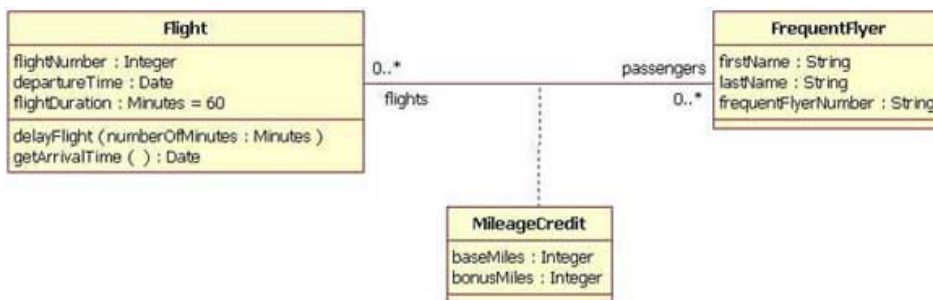 Flight
flightNumber : Integer
departureTime : Date
flightDuration : Minutes = 60
delayFlight ( numberOfMinutes : Minutes )
getArrivalTime ( ) : Date
0..*
flights
passengers
0..*
FrequentFlyer
firstName : String
lastName : String
frequentFlyerNumber : String
MileageCredit
baseMiles : Integer
bonusMiles : Integer